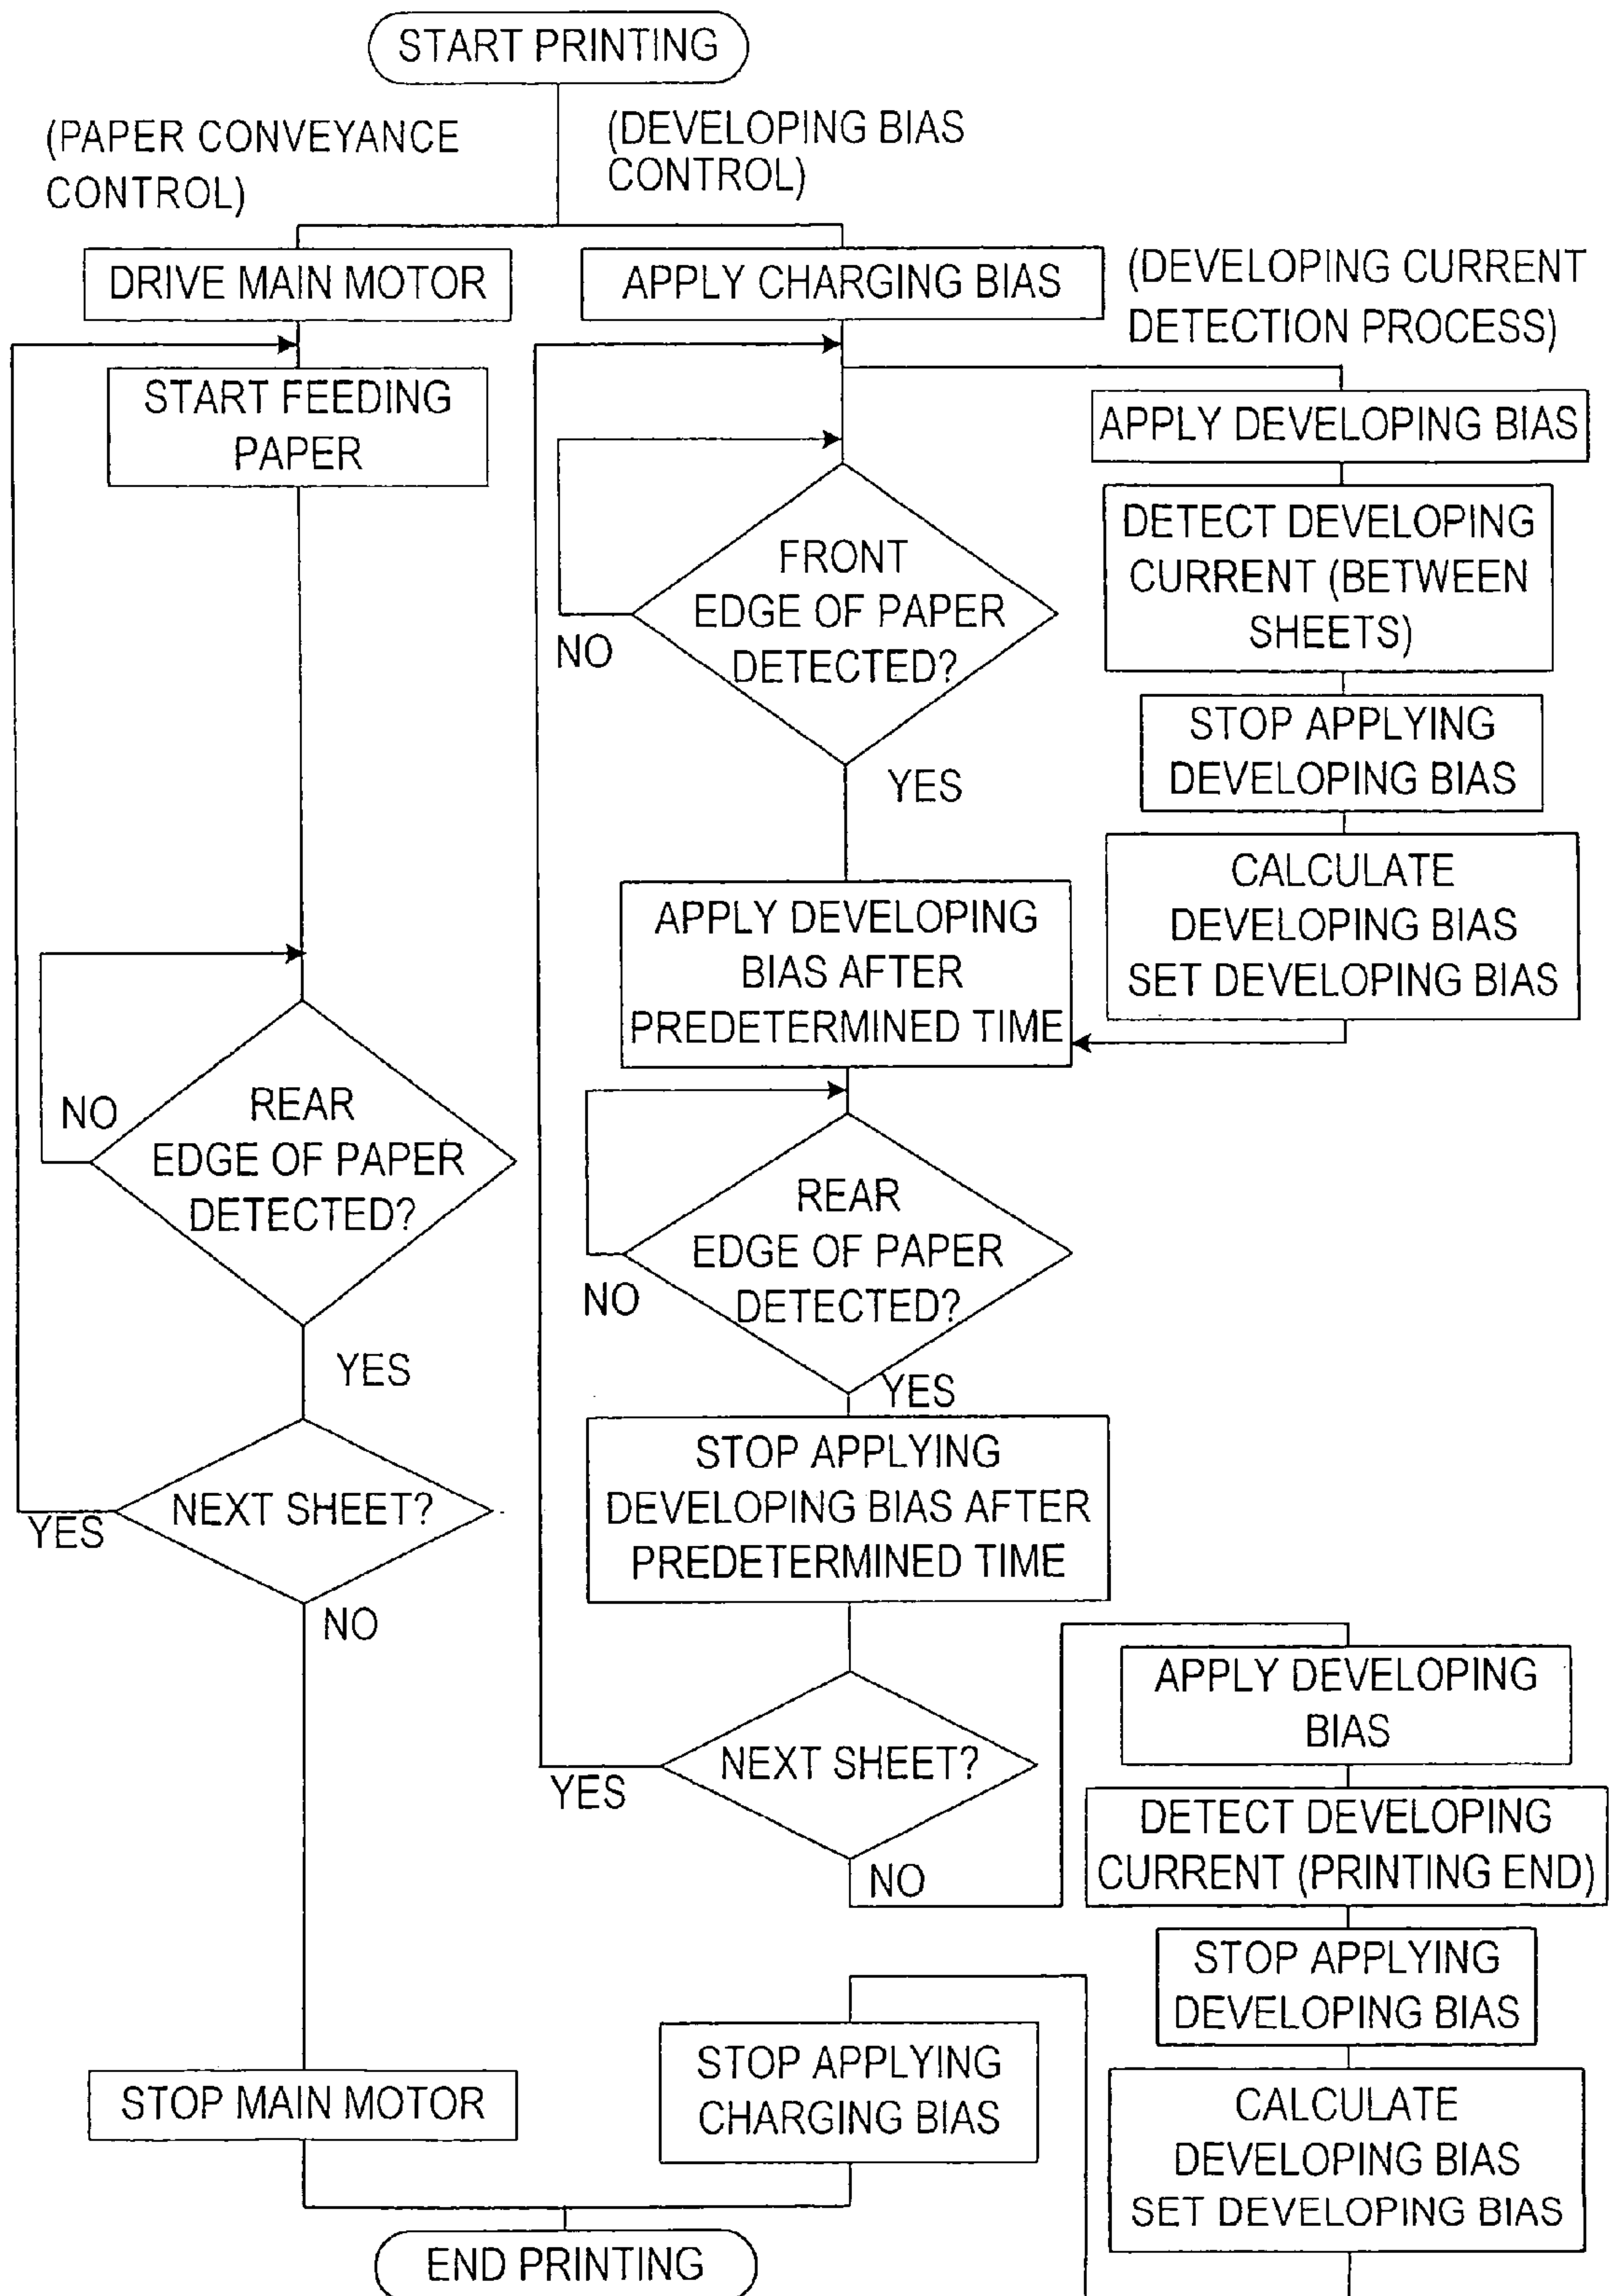 START PRINTING
(PAPER CONVEYANCE
CONTROL)
(DEVELOPING BIAS
CONTROL)
DRIVE MAIN MOTOR
APPLY CHARGING BIAS
(DEVELOPING CURRENT
DETECTION PROCESS)
START FEEDING
PAPER
APPLY DEVELOPING BIAS
DETECT DEVELOPING
CURRENT (BETWEEN
SHEETS)
FRONT
EDGE OF PAPER
DETECTED?
NO
YES
STOP APPLYING
DEVELOPING BIAS
CALCULATE
DEVELOPING BIAS
SET DEVELOPING BIAS
APPLY DEVELOPING
BIAS AFTER
PREDETERMINED TIME
NO
REAR
EDGE OF PAPER
DETECTED?
YES
REAR
EDGE OF PAPER
DETECTED?
NO
YES
NEXT SHEET?
YES
NO
STOP APPLYING
DEVELOPING BIAS AFTER
PREDETERMINED TIME
NEXT SHEET?
YES
NO
APPLY DEVELOPING
BIAS
DETECT DEVELOPING
CURRENT (PRINTING END)
STOP APPLYING
DEVELOPING BIAS
CALCULATE
DEVELOPING BIAS
SET DEVELOPING BIAS
STOP MAIN MOTOR
STOP APPLYING
CHARGING BIAS
END PRINTING